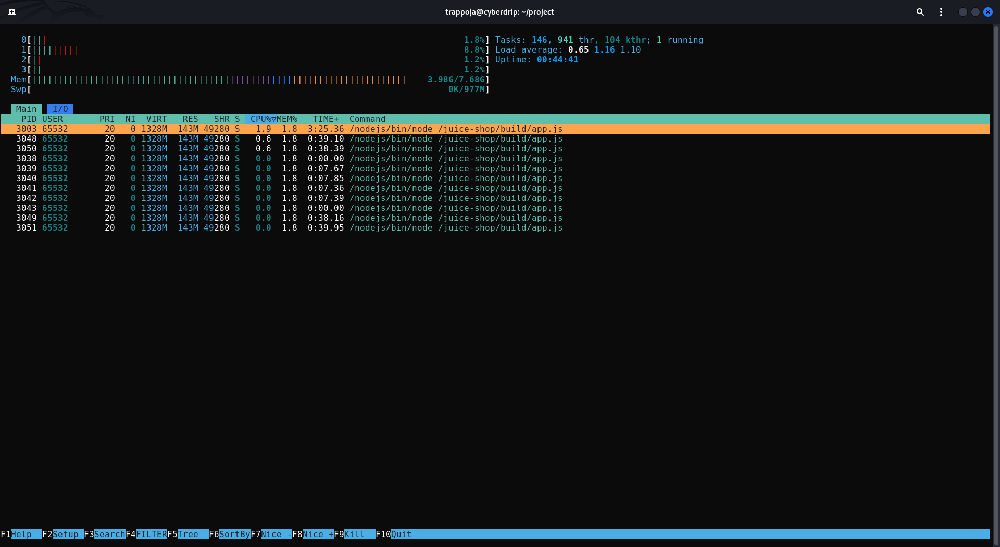 trappoja@cyberdrip: ~/project
0[||| 1.8%] Tasks: 146, 941 thr, 104 kthr; 1 running
1[||||||||| 8.8%] Load average: 0.65 1.16 1.10
2[|| 1.2%] Uptime: 00:44:41
3[|| 1.2%]
Mem[|||||||||||||||||||||||||||||||||||||||||||||||||||||||||||||||||||||||| 3.98G/7.68G]
Swp[ 0K/977M]
Main I/O
PID USER PRI NI VIRT RES SHR S CPU%▽MEM% TIME+ Command
3003 65532 20 0 1328M 143M 49280 S 1.9 1.8 3:25.36 /nodejs/bin/node /juice-shop/build/app.js
3048 65532 20 0 1328M 143M 49280 S 0.6 1.8 0:39.10 /nodejs/bin/node /juice-shop/build/app.js
3050 65532 20 0 1328M 143M 49280 S 0.6 1.8 0:38.39 /nodejs/bin/node /juice-shop/build/app.js
3038 65532 20 0 1328M 143M 49280 S 0.0 1.8 0:00.00 /nodejs/bin/node /juice-shop/build/app.js
3039 65532 20 0 1328M 143M 49280 S 0.0 1.8 0:07.67 /nodejs/bin/node /juice-shop/build/app.js
3040 65532 20 0 1328M 143M 49280 S 0.0 1.8 0:07.85 /nodejs/bin/node /juice-shop/build/app.js
3041 65532 20 0 1328M 143M 49280 S 0.0 1.8 0:07.36 /nodejs/bin/node /juice-shop/build/app.js
3042 65532 20 0 1328M 143M 49280 S 0.0 1.8 0:07.39 /nodejs/bin/node /juice-shop/build/app.js
3043 65532 20 0 1328M 143M 49280 S 0.0 1.8 0:00.00 /nodejs/bin/node /juice-shop/build/app.js
3049 65532 20 0 1328M 143M 49280 S 0.0 1.8 0:38.16 /nodejs/bin/node /juice-shop/build/app.js
3051 65532 20 0 1328M 143M 49280 S 0.0 1.8 0:39.95 /nodejs/bin/node /juice-shop/build/app.js
F1Help F2Setup F3SearchF4FILTERF5Tree F6SortByF7Nice -F8Nice +F9Kill F10Quit